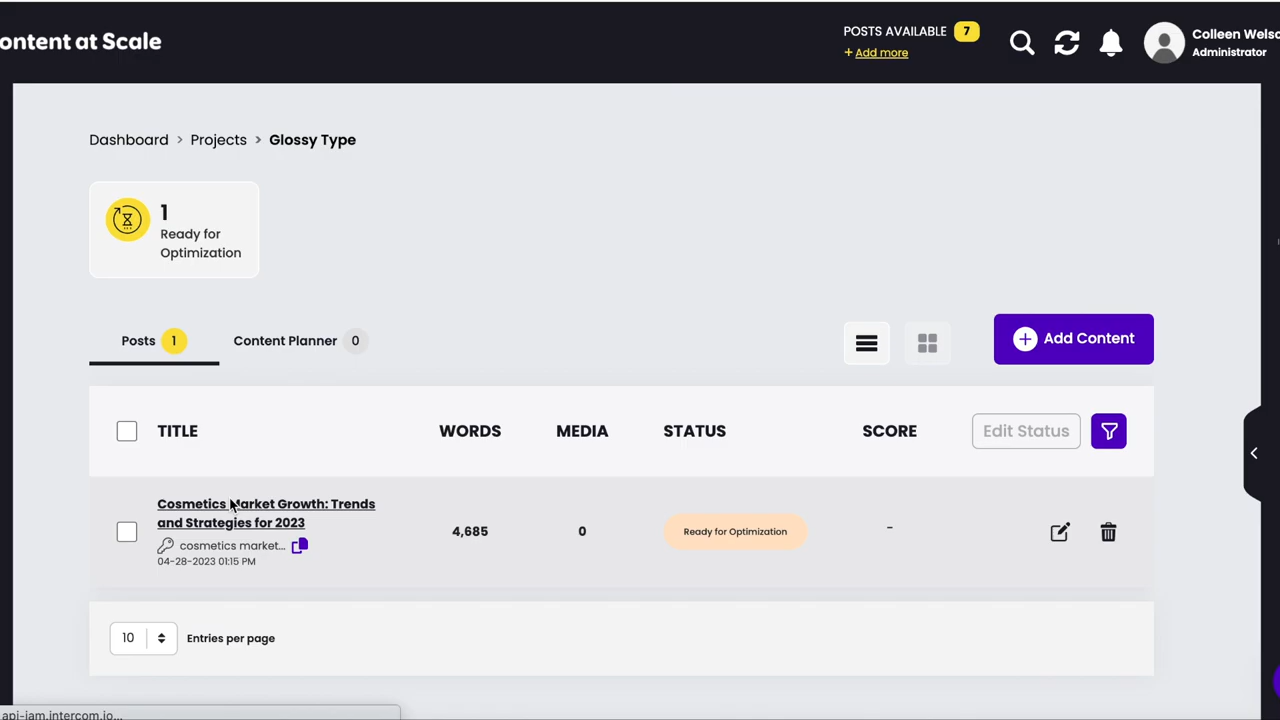 ontent at Scale
POSTS AVAILABLE 7
+ Add more
Colleen Wels
Administrator
Dashboard > Projects > Glossy Type
1
Ready for
Optimization
Posts 1 Content Planner 0
Add Content
TITLE WORDS MEDIA STATUS SCORE Edit Status
Cosmetics Market Growth: Trends
and Strategies for 2023
4,685 0 Ready for Optimization -
cosmetics market...
04-28-2023 01:15 PM
10 Entries per page
api-iam.intercom.io...